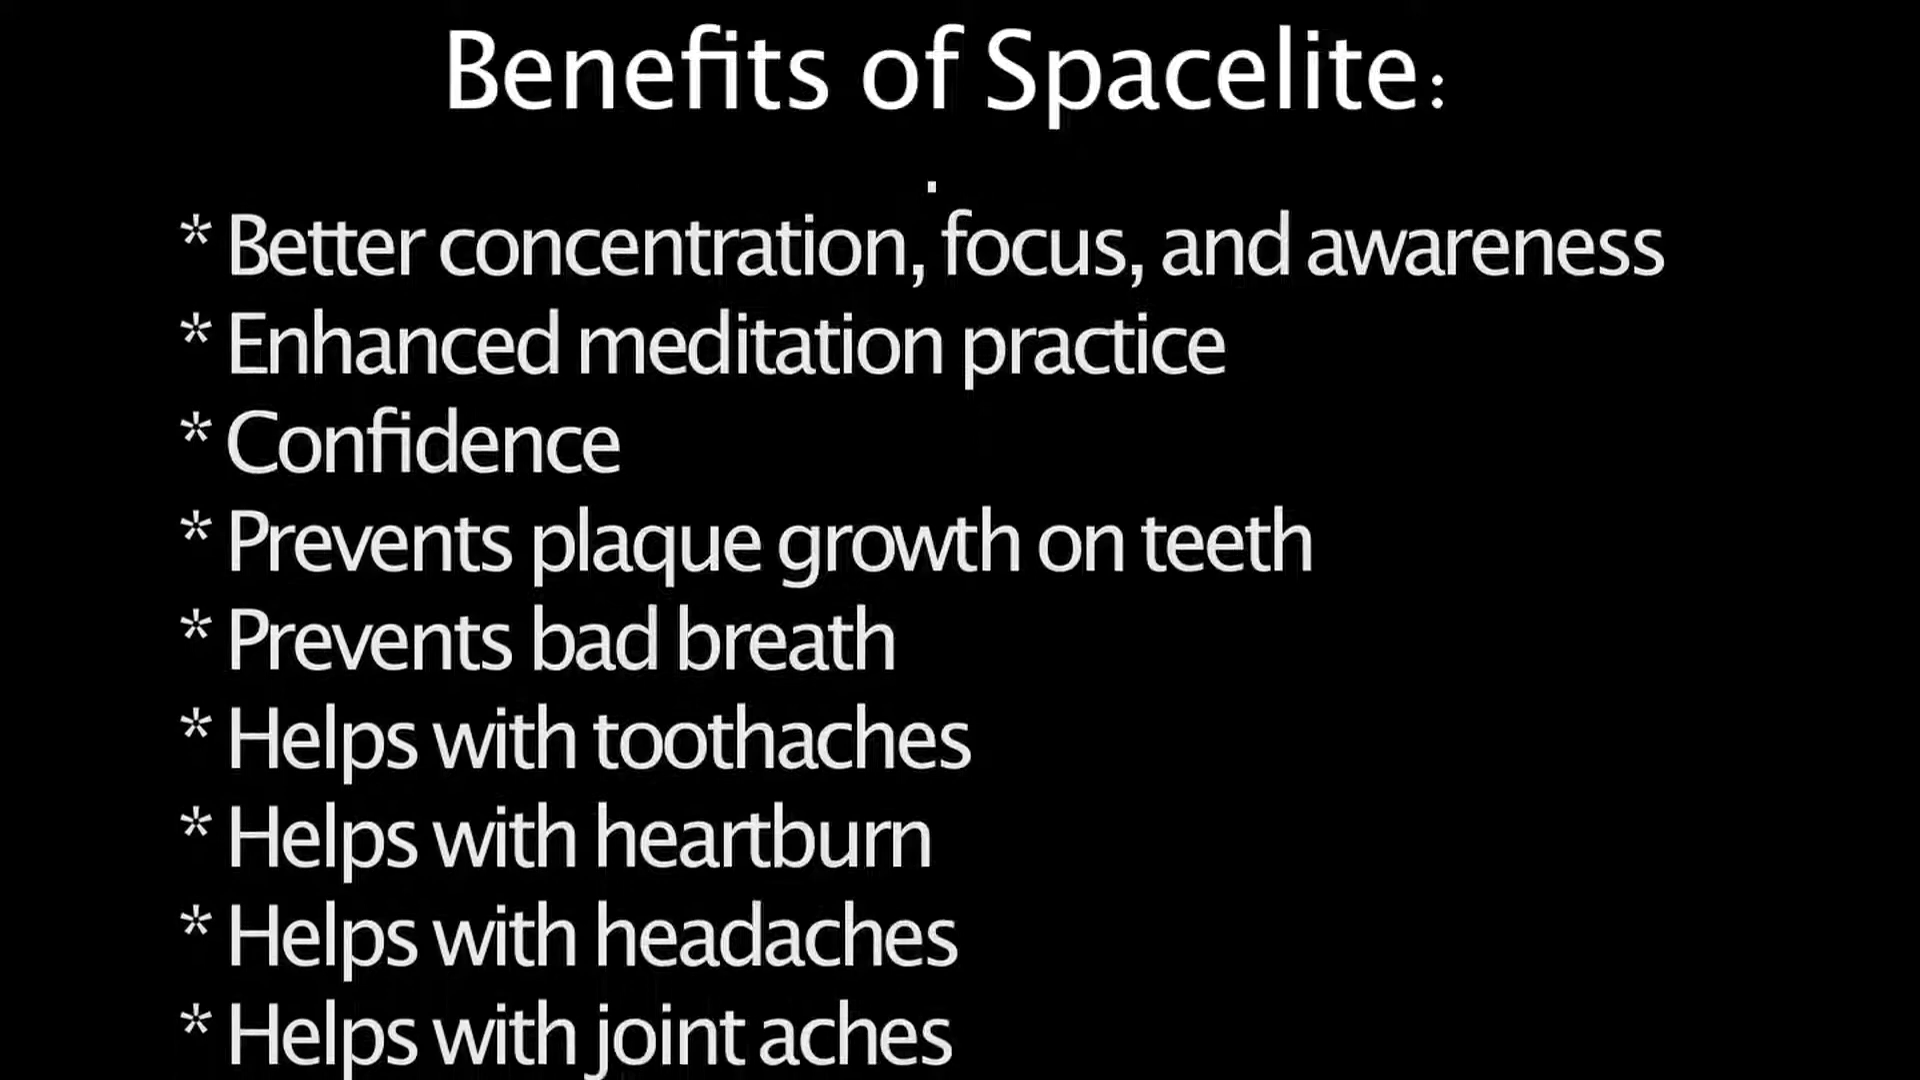 Benefits of Spacelite:
.
* Better concentration, focus, and awareness
* Enhanced meditation practice
* Confidence
* Prevents plaque growth on teeth
* Prevents bad breath
* Helps with toothaches
* Helps with heartburn
* Helps with headaches
* Helps with joint aches